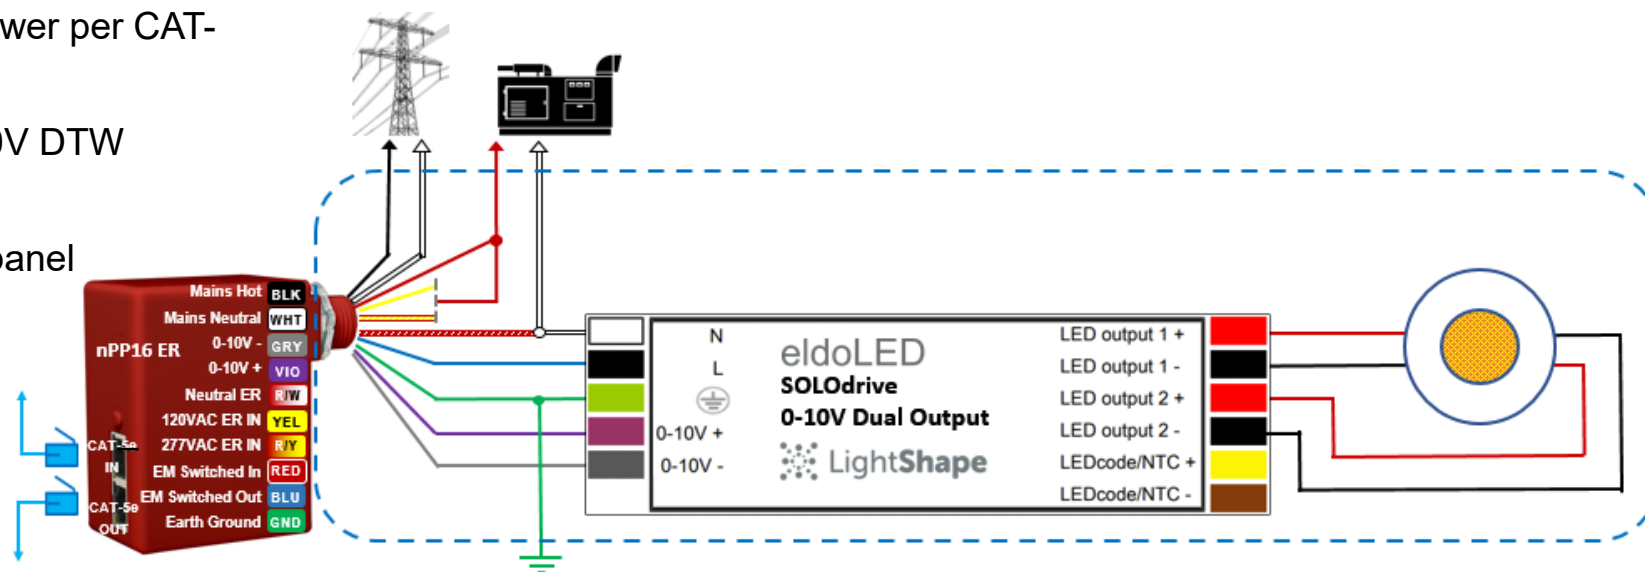 wer per CAT-
0V DTW
panel
nPP16 ER
Mains Hot BLK
Mains Neutral WHT
0-10V - GRY
0-10V + VIO
Neutral ER R/W
120VAC ER IN YEL
277VAC ER IN R/Y
EM Switched In RED
EM Switched Out BLU
Earth Ground GND
CAT-5e
IN
CAT-5e
OUT
N
L
0-10V +
0-10V -
eldoLED
SOLOdrive
0-10V Dual Output
LightShape
LED output 1 +
LED output 1 -
LED output 2 +
LED output 2 -
LEDcode/NTC +
LEDcode/NTC -